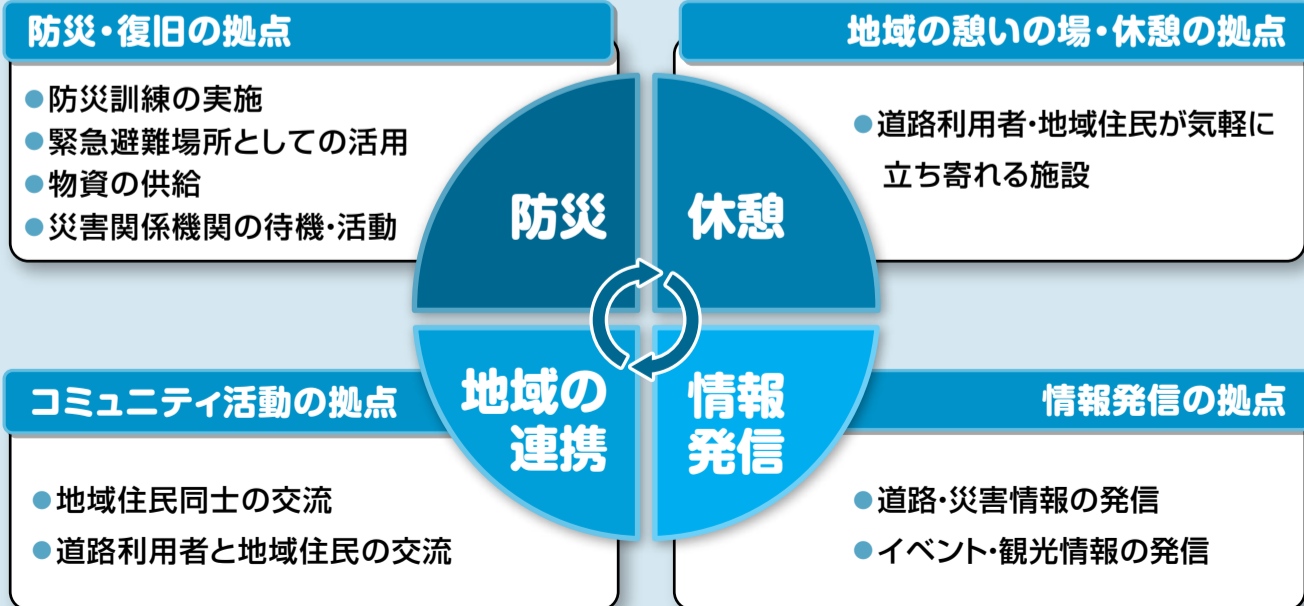 防災・復旧の拠点
●防災訓練の実施
●緊急避難場所としての活用
●物資の供給
●災害関係機関の待機・活動
地域の憩いの場・休憩の拠点
●道路利用者・地域住民が気軽に
立ち寄れる施設
防災
休憩
地域の
連携
情報
発信
コミュニティ活動の拠点
●地域住民同士の交流
●道路利用者と地域住民の交流
情報発信の拠点
●道路・災害情報の発信
●イベント・観光情報の発信